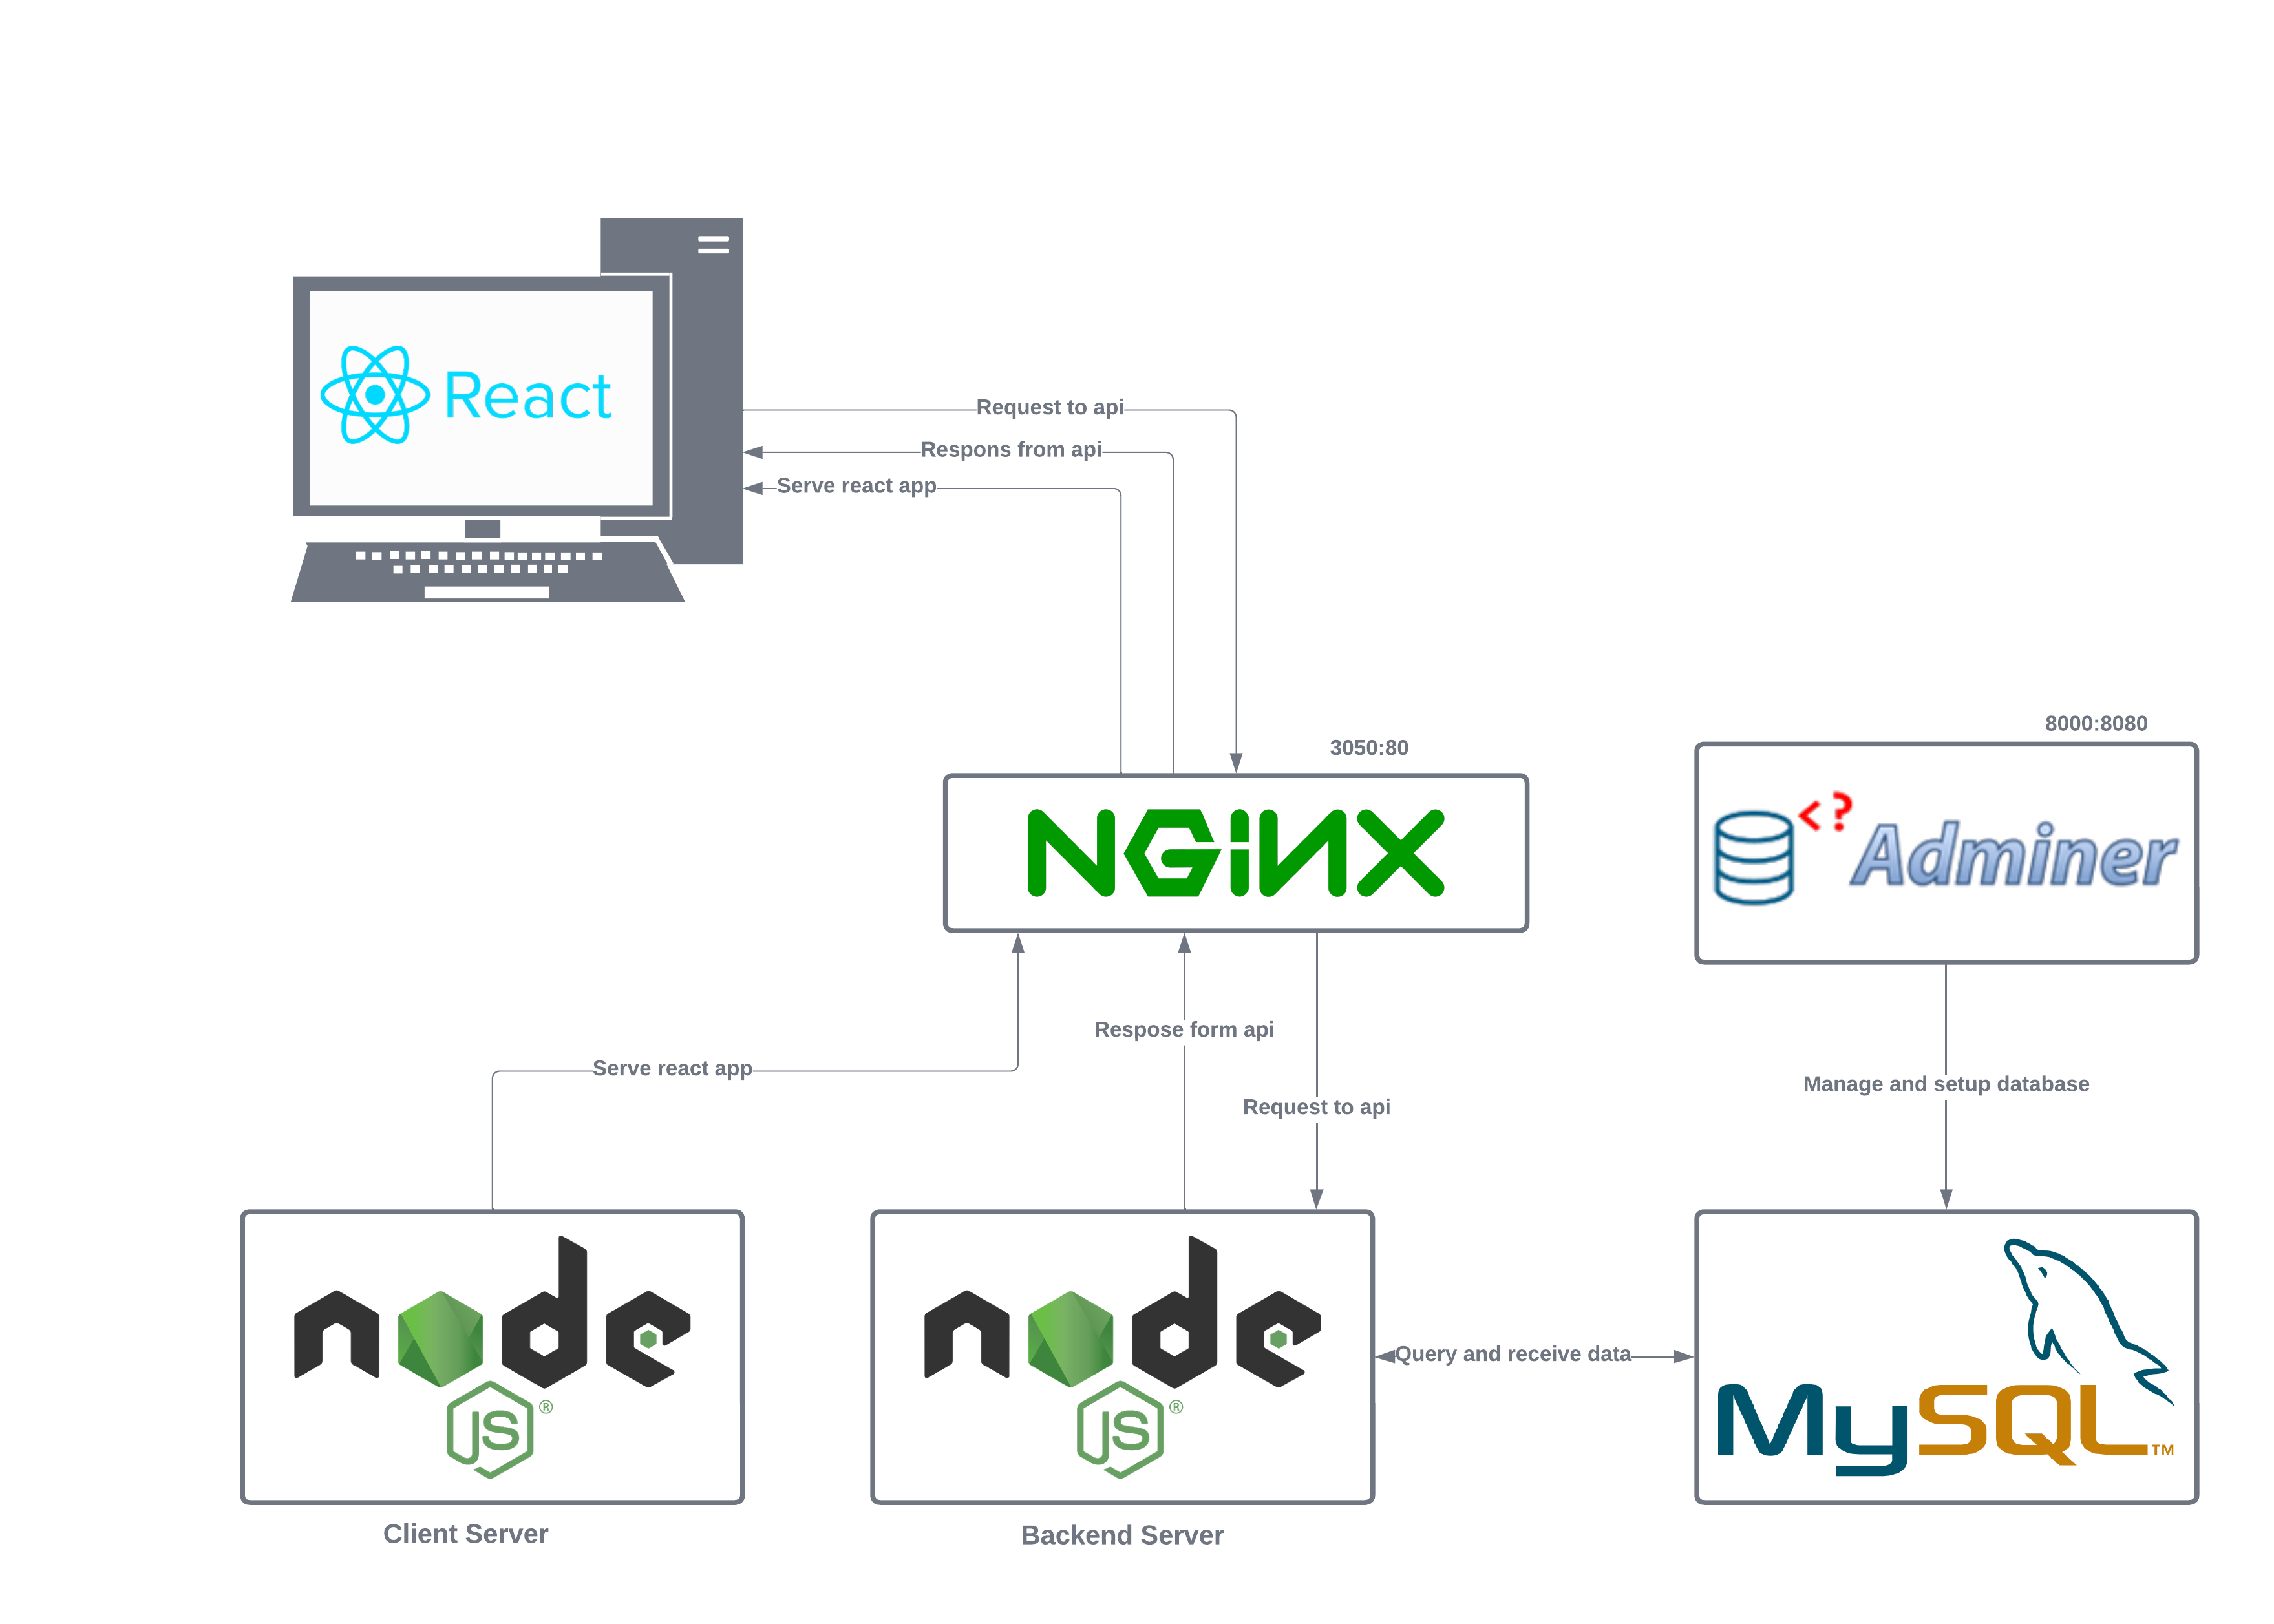 React
Request to api
Respons from api
Serve react app
3050:80
8000:8080
NGiNX
<? Adminer
Respose form api
Serve react app
Manage and setup database
Request to api
node
JS ®
node
JS ®
Query and receive data
MySQL™
Client Server
Backend Server